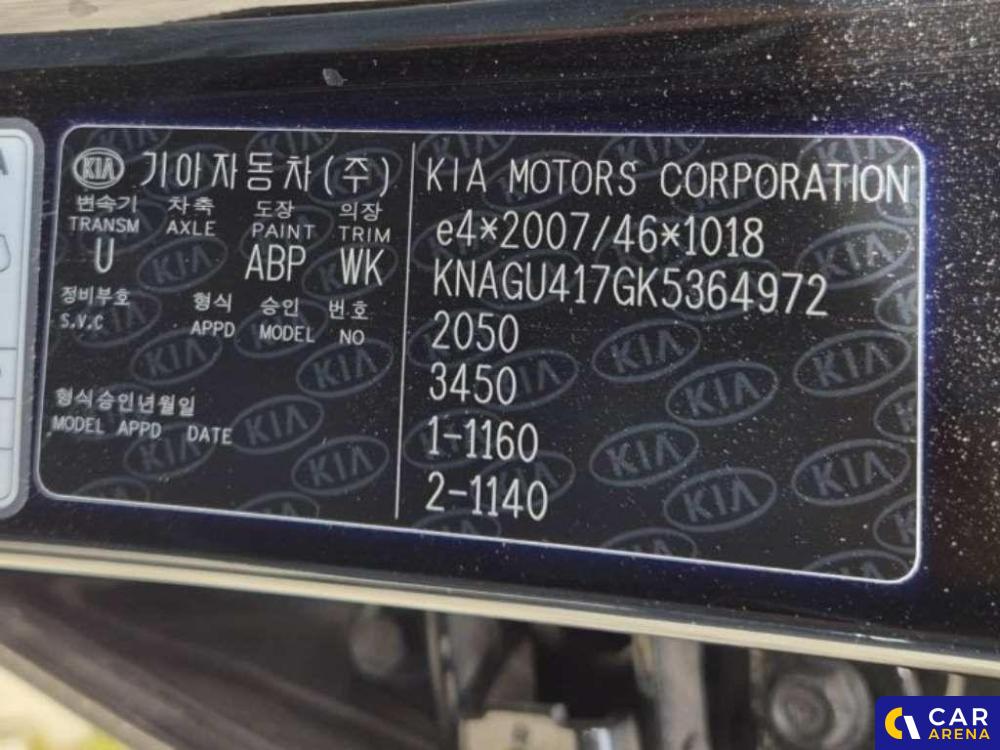 KIA 기아자동차(주)
변속기 차축 도장 의장
TRANSM AXLE PAINT TRIM
U ABP WK
정비부호 형식 승인 번호
S.V.C APPD MODEL NO
형식승인년월일
MODEL APPD DATE
KIA MOTORS CORPORATION
e4*2007/46*1018
KNAGU417GK5364972
2050
3450
1-1160
2-1140
CAR
ARENA